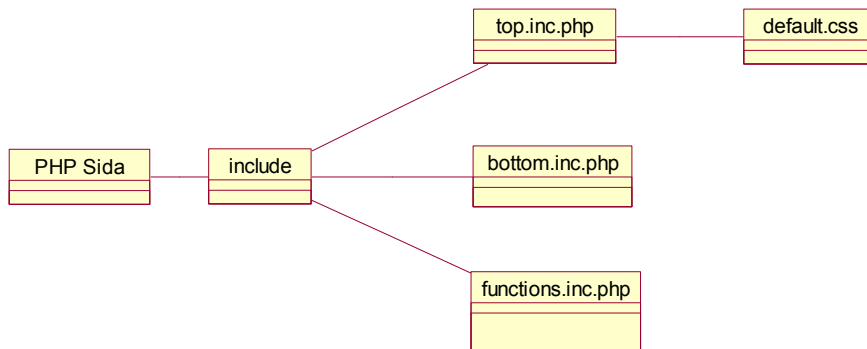 top.inc.php
default.css
PHP Sida
include
bottom.inc.php
functions.inc.php